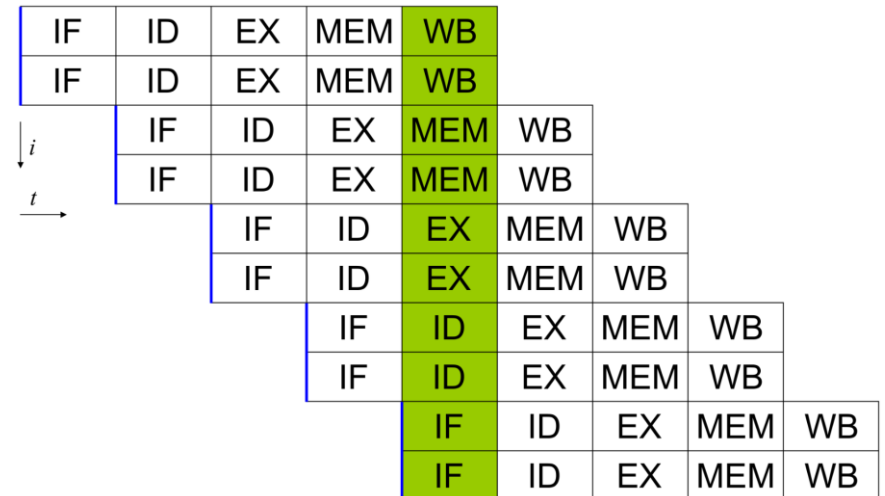 IF ID EX MEM WB
IF ID EX MEM WB
IF ID EX MEM WB
i
IF ID EX MEM WB
t
IF ID EX MEM WB
IF ID EX MEM WB
IF ID EX MEM WB
IF ID EX MEM WB
IF ID EX MEM WB
IF ID EX MEM WB